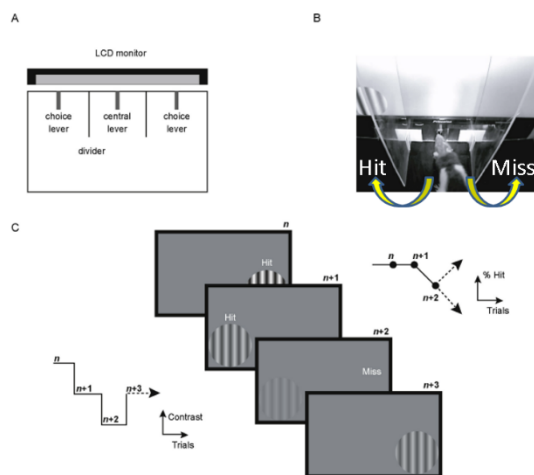 A
LCD monitor
choice lever
central lever
choice lever
divider
B
Hit
Miss
C
n
Hit
n+1
Hit
n+2
Miss
n+3
n
n+1
n+2
% Hit
Trials
n
n+1
n+2
n+3
Contrast
Trials